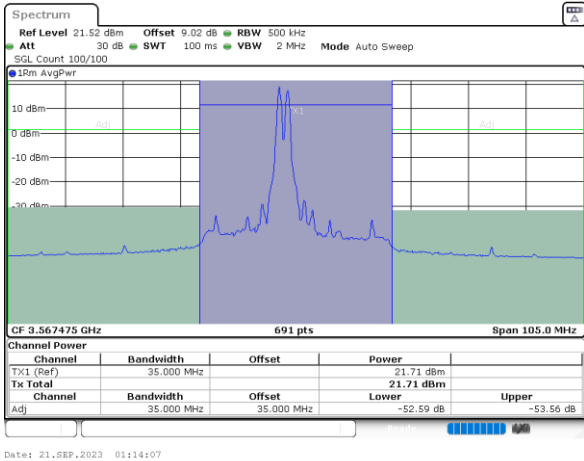 Spectrum
Ref Level 21.52 dBm Offset 9.02 dB RBW 500 kHz
Att 30 dB SWT 100 ms VBW 2 MHz Mode Auto Sweep
SGL Count 100/100
1Rm AvgPwr
10 dBm
TX1
Adj Adj
0 dBm
-10 dBm
-20 dBm
-30 dBm
CF 3.567475 GHz 691 pts Span 105.0 MHz
Channel Power
Channel Bandwidth Offset Power
TX1 (Ref) 35.000 MHz 21.71 dBm
Tx Total 21.71 dBm
Channel Bandwidth Offset Lower Upper
Adj 35.000 MHz 35.000 MHz -52.59 dB -53.56 dB
Ready
Date: 21.SEP.2023 01:14:07